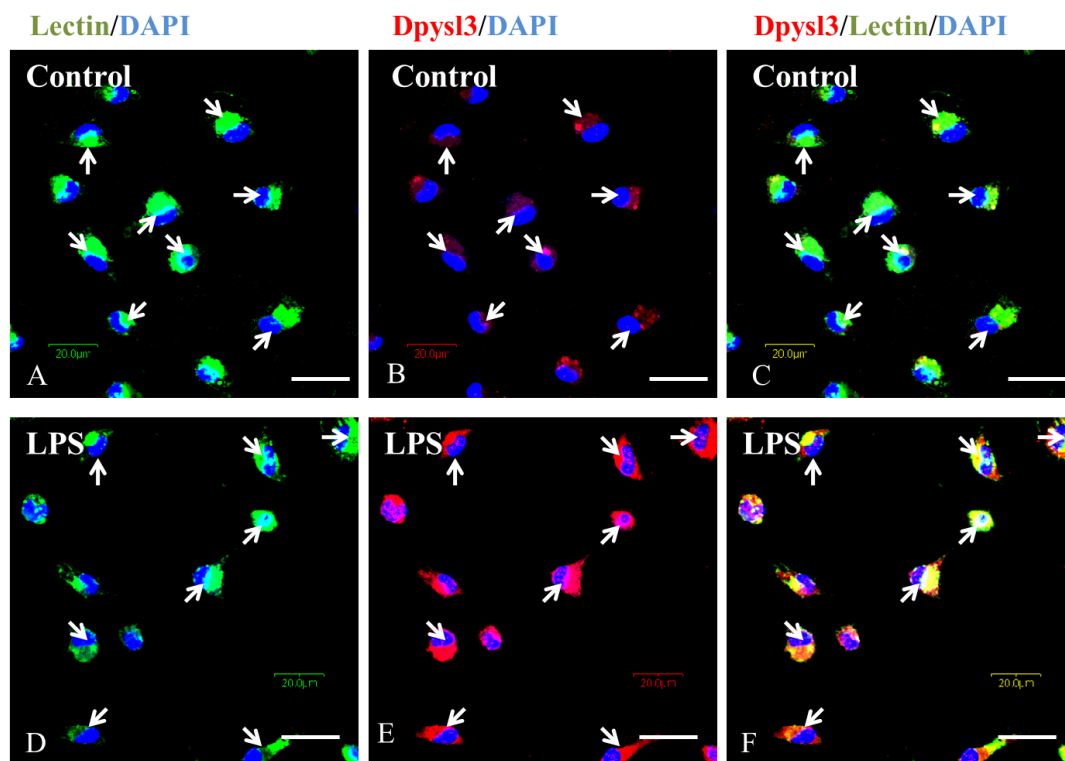 Lectin/DAPI
Dpysl3/DAPI
Dpysl3/Lectin/DAPI
Control
Control
Control
20.0µm
20.0µm
20.0µm
A
B
C
LPS
LPS
LPS
20.0µm
20.0µm
20.0µm
D
E
F